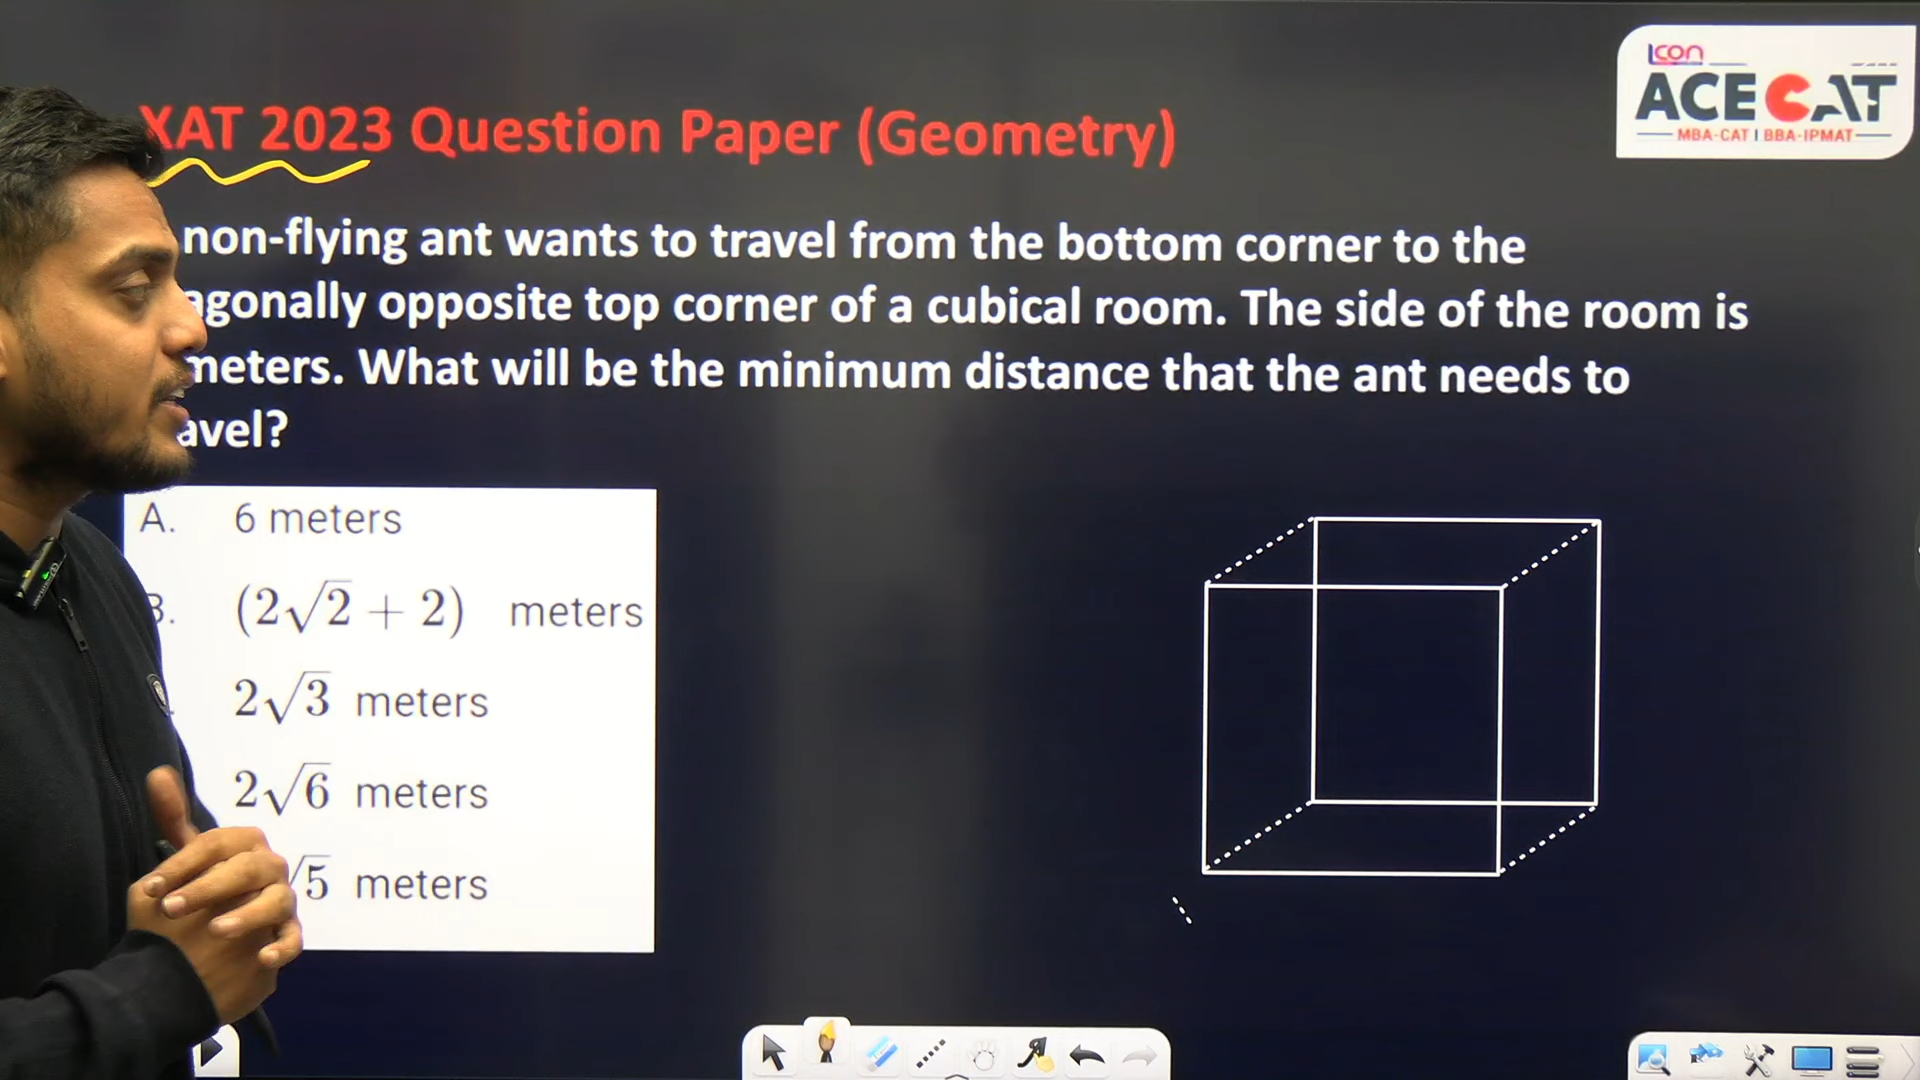 XAT 2023 Question Paper (Geometry)
Icon
ACE CAT
MBA-CAT | BBA-IPMAT
non-flying ant wants to travel from the bottom corner to the
agonally opposite top corner of a cubical room. The side of the room is
meters. What will be the minimum distance that the ant needs to
avel?
A. 6 meters
B. (2√2 + 2) meters
2√3 meters
2√6 meters
√5 meters